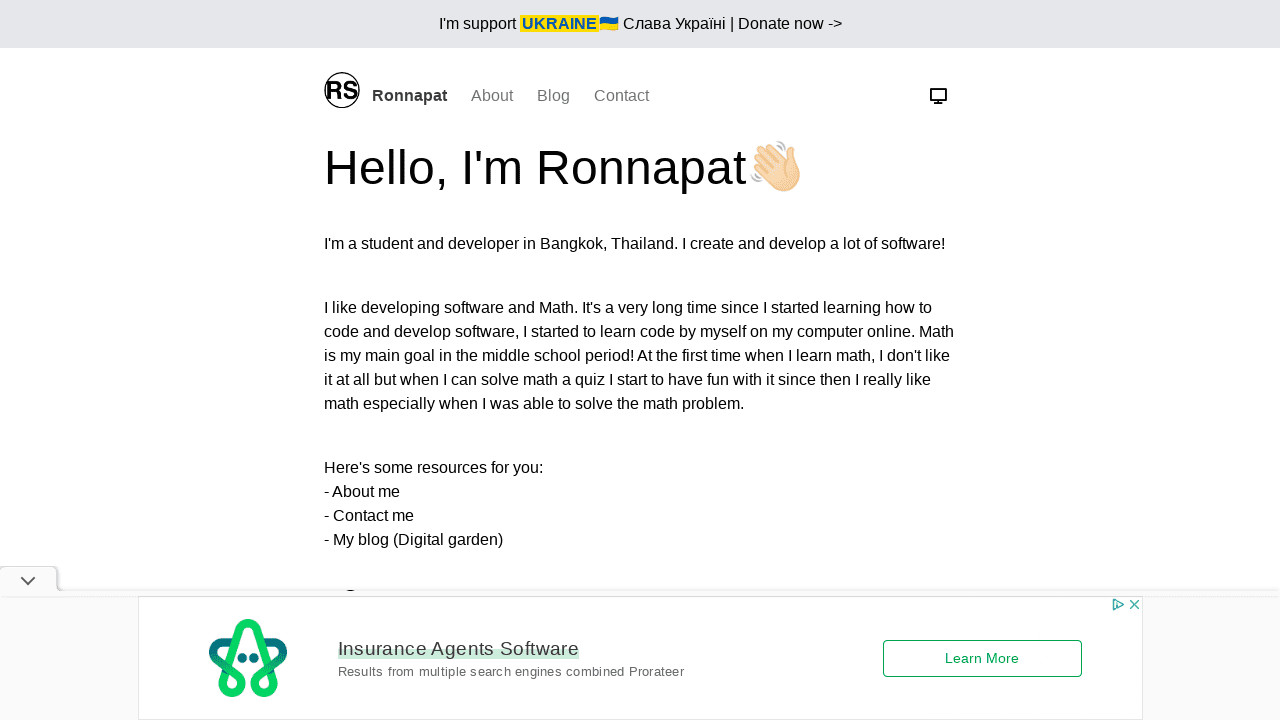 I'm support UKRAINE🇺🇦 Слава Україні | Donate now ->
RS Ronnapat About Blog Contact
Hello, I'm Ronnapat👋🏻
I'm a student and developer in Bangkok, Thailand. I create and develop a lot of software!
I like developing software and Math. It's a very long time since I started learning how to
code and develop software, I started to learn code by myself on my computer online. Math
is my main goal in the middle school period! At the first time when I learn math, I don't like
it at all but when I can solve math a quiz I start to have fun with it since then I really like
math especially when I was able to solve the math problem.
Here's some resources for you:
- About me
- Contact me
- My blog (Digital garden)
Insurance Agents Software
Results from multiple search engines combined Prorateer
Learn More